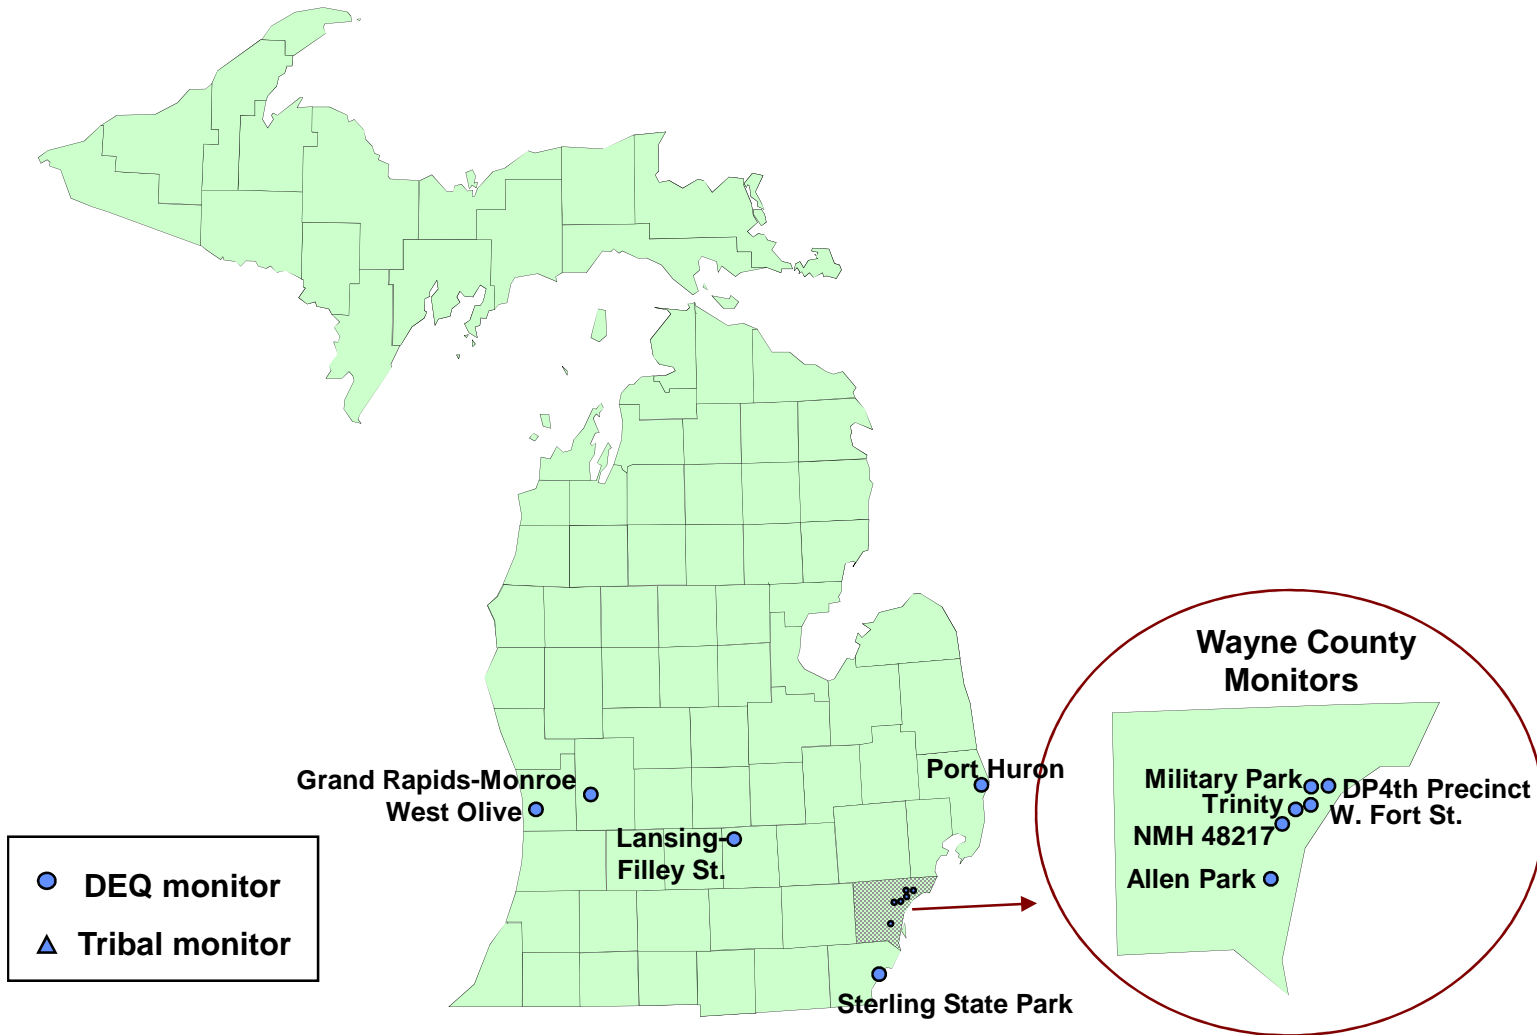 Grand Rapids-Monroe
West Olive
Lansing-
Filley St.
Port Huron
Sterling State Park
DEQ monitor
Tribal monitor
Wayne County
Monitors
Military Park
DP4th Precinct
Trinity
W. Fort St.
NMH 48217
Allen Park